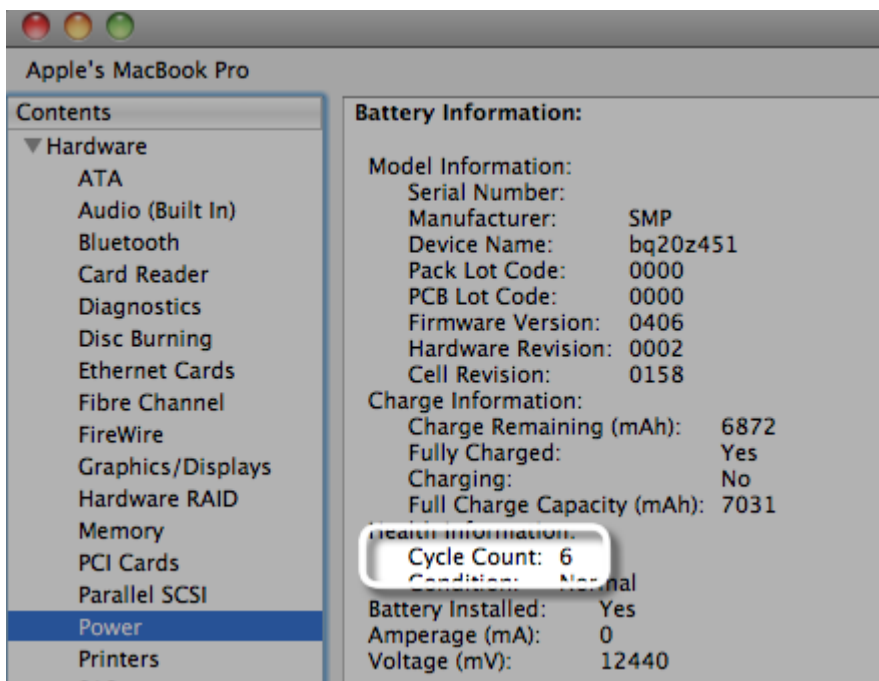 Apple's MacBook Pro
Contents
Hardware
ATA
Audio (Built In)
Bluetooth
Card Reader
Diagnostics
Disc Burning
Ethernet Cards
Fibre Channel
FireWire
Graphics/Displays
Hardware RAID
Memory
PCI Cards
Parallel SCSI
Power
Printers
Battery Information:
Model Information:
Serial Number:
Manufacturer: SMP
Device Name: bq20z451
Pack Lot Code: 0000
PCB Lot Code: 0000
Firmware Version: 0406
Hardware Revision: 0002
Cell Revision: 0158
Charge Information:
Charge Remaining (mAh): 6872
Fully Charged: Yes
Charging: No
Full Charge Capacity (mAh): 7031
Health Information:
Cycle Count: 6
Condition: Normal
Battery Installed: Yes
Amperage (mA): 0
Voltage (mV): 12440